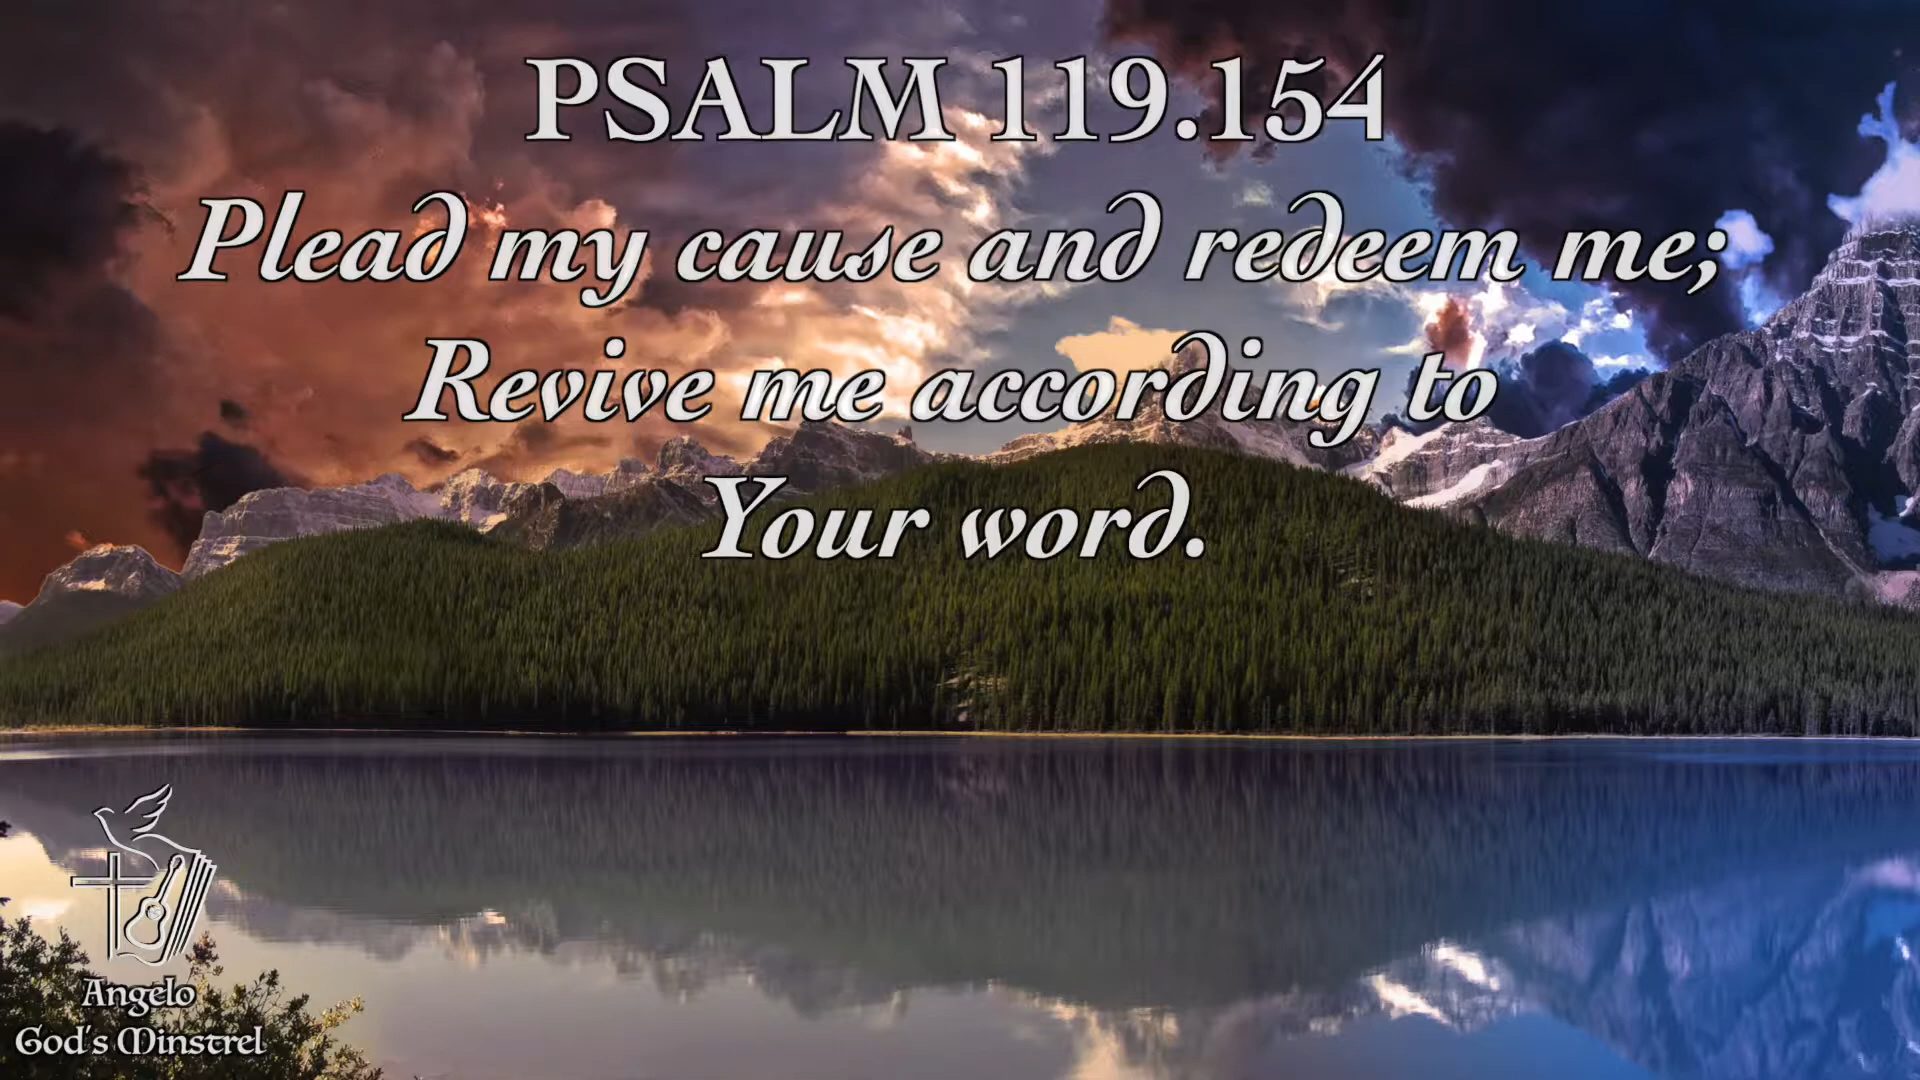 PSALM 119.154
Plead my cause and redeem me;
Revive me according to
Your word.
Angelo
God's Minstrel